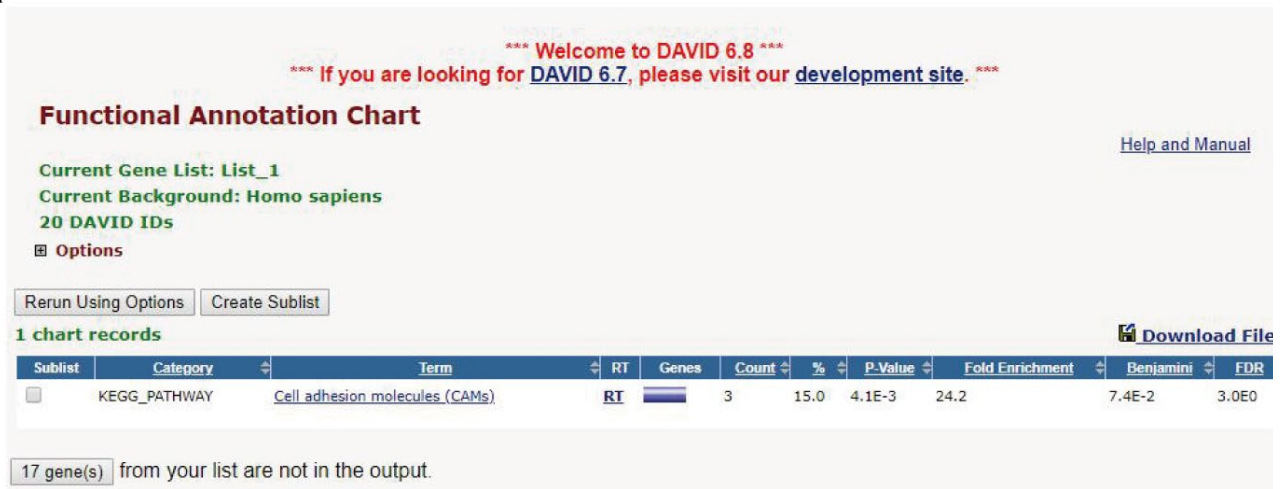 *** Welcome to DAVID 6.8 ***
*** If you are looking for DAVID 6.7, please visit our development site. ***
Functional Annotation Chart
Help and Manual
Current Gene List: List_1
Current Background: Homo sapiens
20 DAVID IDs
Options
Rerun Using Options Create Sublist
1 chart records Download File
Sublist Category Term RT Genes Count % P-Value Fold Enrichment Benjamini FDR
KEGG_PATHWAY Cell adhesion molecules (CAMs) RT 3 15.0 4.1E-3 24.2 7.4E-2 3.0E0
17 gene(s) from your list are not in the output.